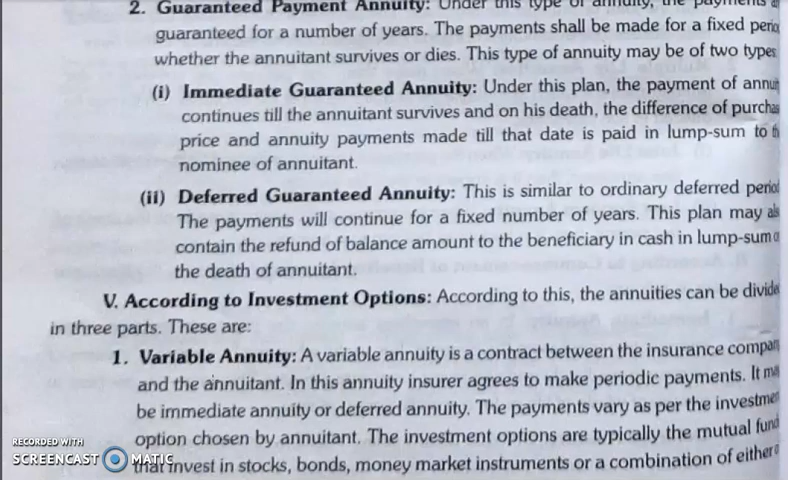 2. Guaranteed Payment Annuity: Under this type of annuity, the payments
guaranteed for a number of years. The payments shall be made for a fixed
whether the annuitant survives or dies. This type of annuity may be of two types
(i) Immediate Guaranteed Annuity: Under this plan, the payment of
continues till the annuitant survives and on his death, the difference of
price and annuity payments made till that date is paid in lump-sum to
nominee of annuitant.
(ii) Deferred Guaranteed Annuity: This is similar to ordinary deferred
The payments will continue for a fixed number of years. This plan may
contain the refund of balance amount to the beneficiary in cash in lump-sum
the death of annuitant.
V. According to Investment Options: According to this, the annuities can be
in three parts. These are:
1. Variable Annuity: A variable annuity is a contract between the insurance
and the annuitant. In this annuity insurer agrees to make periodic payments. It
be immediate annuity or deferred annuity. The payments vary as per the
option chosen by annuitant. The investment options are typically the mutual
that invest in stocks, bonds, money market instruments or a combination of either
RECORDED WITH
SCREENCAST MATIC